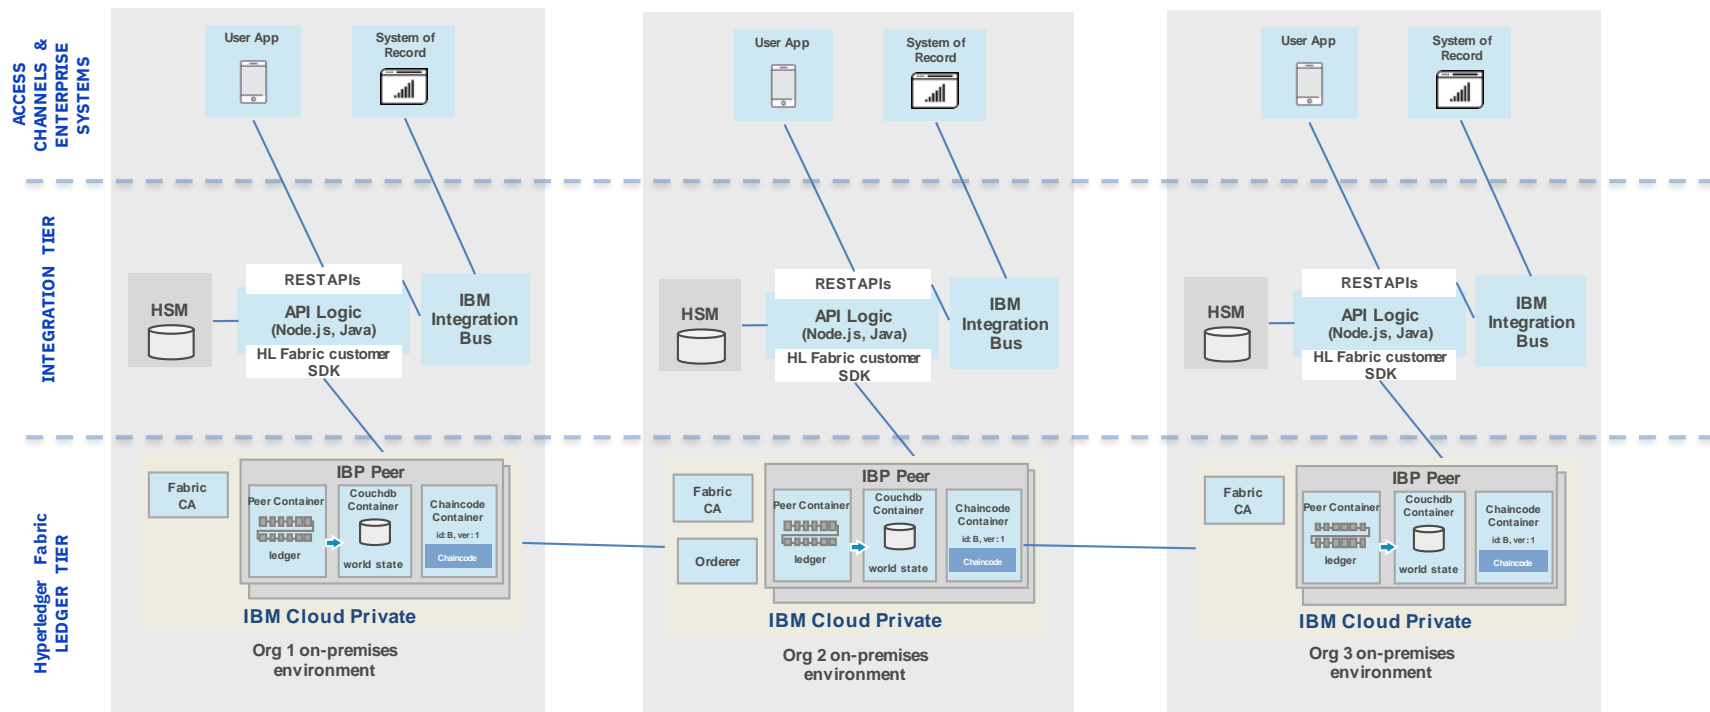 ACCESS
CHANNELS &
ENTERPRISE
SYSTEMS
INTEGRATION TIER
Hyperledger Fabric
LEDGER TIER
User App
System of
Record
RESTAPIs
HSM
API Logic
(Node.js, Java)
HL Fabric customer
SDK
IBM
Integration
Bus
Fabric
CA
IBP Peer
Peer Container
ledger
Couchdb
Container
world state
Chaincode
Container
id: B, ver: 1
Chaincode
IBM Cloud Private
Org 1 on-premises
environment
User App
System of
Record
RESTAPIs
HSM
API Logic
(Node.js, Java)
HL Fabric customer
SDK
IBM
Integration
Bus
Fabric
CA
Orderer
IBP Peer
Peer Container
ledger
Couchdb
Container
world state
Chaincode
Container
id: B, ver: 1
Chaincode
IBM Cloud Private
Org 2 on-premises
environment
User App
System of
Record
RESTAPIs
HSM
API Logic
(Node.js, Java)
HL Fabric customer
SDK
IBM
Integration
Bus
Fabric
CA
IBP Peer
Peer Container
ledger
Couchdb
Container
world state
Chaincode
Container
id: B, ver: 1
Chaincode
IBM Cloud Private
Org 3 on-premises
environment